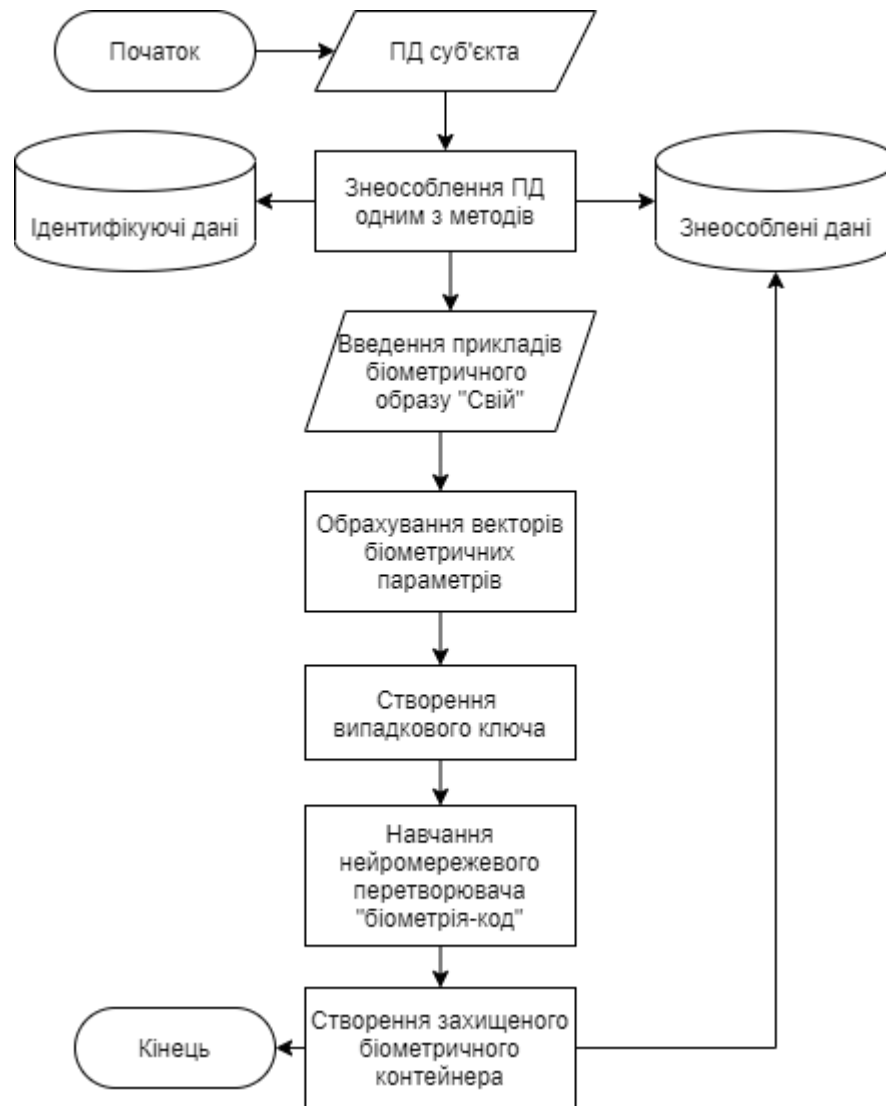 Початок
ПД суб'єкта
Знеособлення ПД
одним з методів
Ідентифікуючі дані
Знеособлені дані
Введення прикладів
біометричного
образу "Свій"
Обрахування векторів
біометричних
параметрів
Створення
випадкового ключа
Навчання
нейромережевого
перетворювача
"біометрія-код"
Створення захищеного
біометричного
контейнера
Кінець